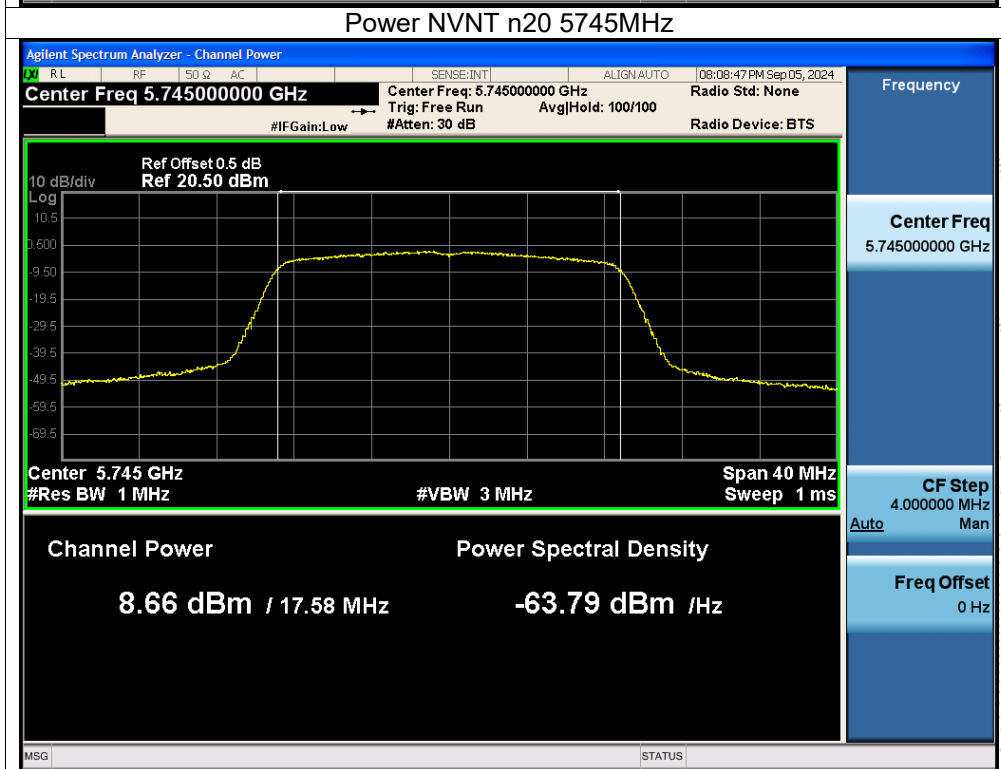 Power NVNT n20 5745MHz
Agilent Spectrum Analyzer - Channel Power
LXI RL RF 50 Ω AC SENSE:INT ALIGN AUTO 08:08:47 PM Sep 05, 2024
Center Freq 5.745000000 GHz Center Freq: 5.745000000 GHz Radio Std: None
Trig: Free Run Avg|Hold: 100/100
#IFGain:Low #Atten: 30 dB Radio Device: BTS
Ref Offset 0.5 dB
10 dB/div Ref 20.50 dBm
Log
10.5
0.500
-9.50
-19.5
-29.5
-39.5
-49.5
-59.5
-69.5
Center 5.745 GHz Span 40 MHz
#Res BW 1 MHz #VBW 3 MHz Sweep 1 ms
Channel Power Power Spectral Density
8.66 dBm / 17.58 MHz -63.79 dBm /Hz
Frequency
Center Freq
5.745000000 GHz
CF Step
4.000000 MHz
Auto Man
Freq Offset
0 Hz
MSG STATUS